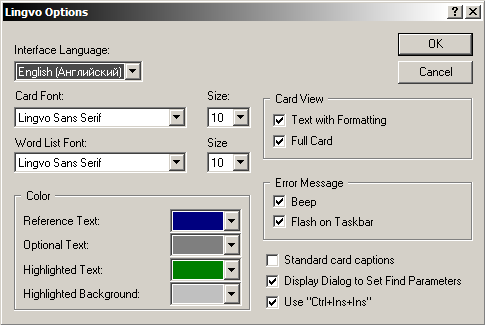 Lingvo Options
Interface Language:
English (Английский)
Card Font:
Size:
Lingvo Sans Serif
10
Word List Font:
Size
Lingvo Sans Serif
10
Color
Reference Text:
Optional Text:
Highlighted Text:
Highlighted Background:
OK
Cancel
Card View
Text with Formatting
Full Card
Error Message
Beep
Flash on Taskbar
Standard card captions
Display Dialog to Set Find Parameters
Use "Ctrl+Ins+Ins"